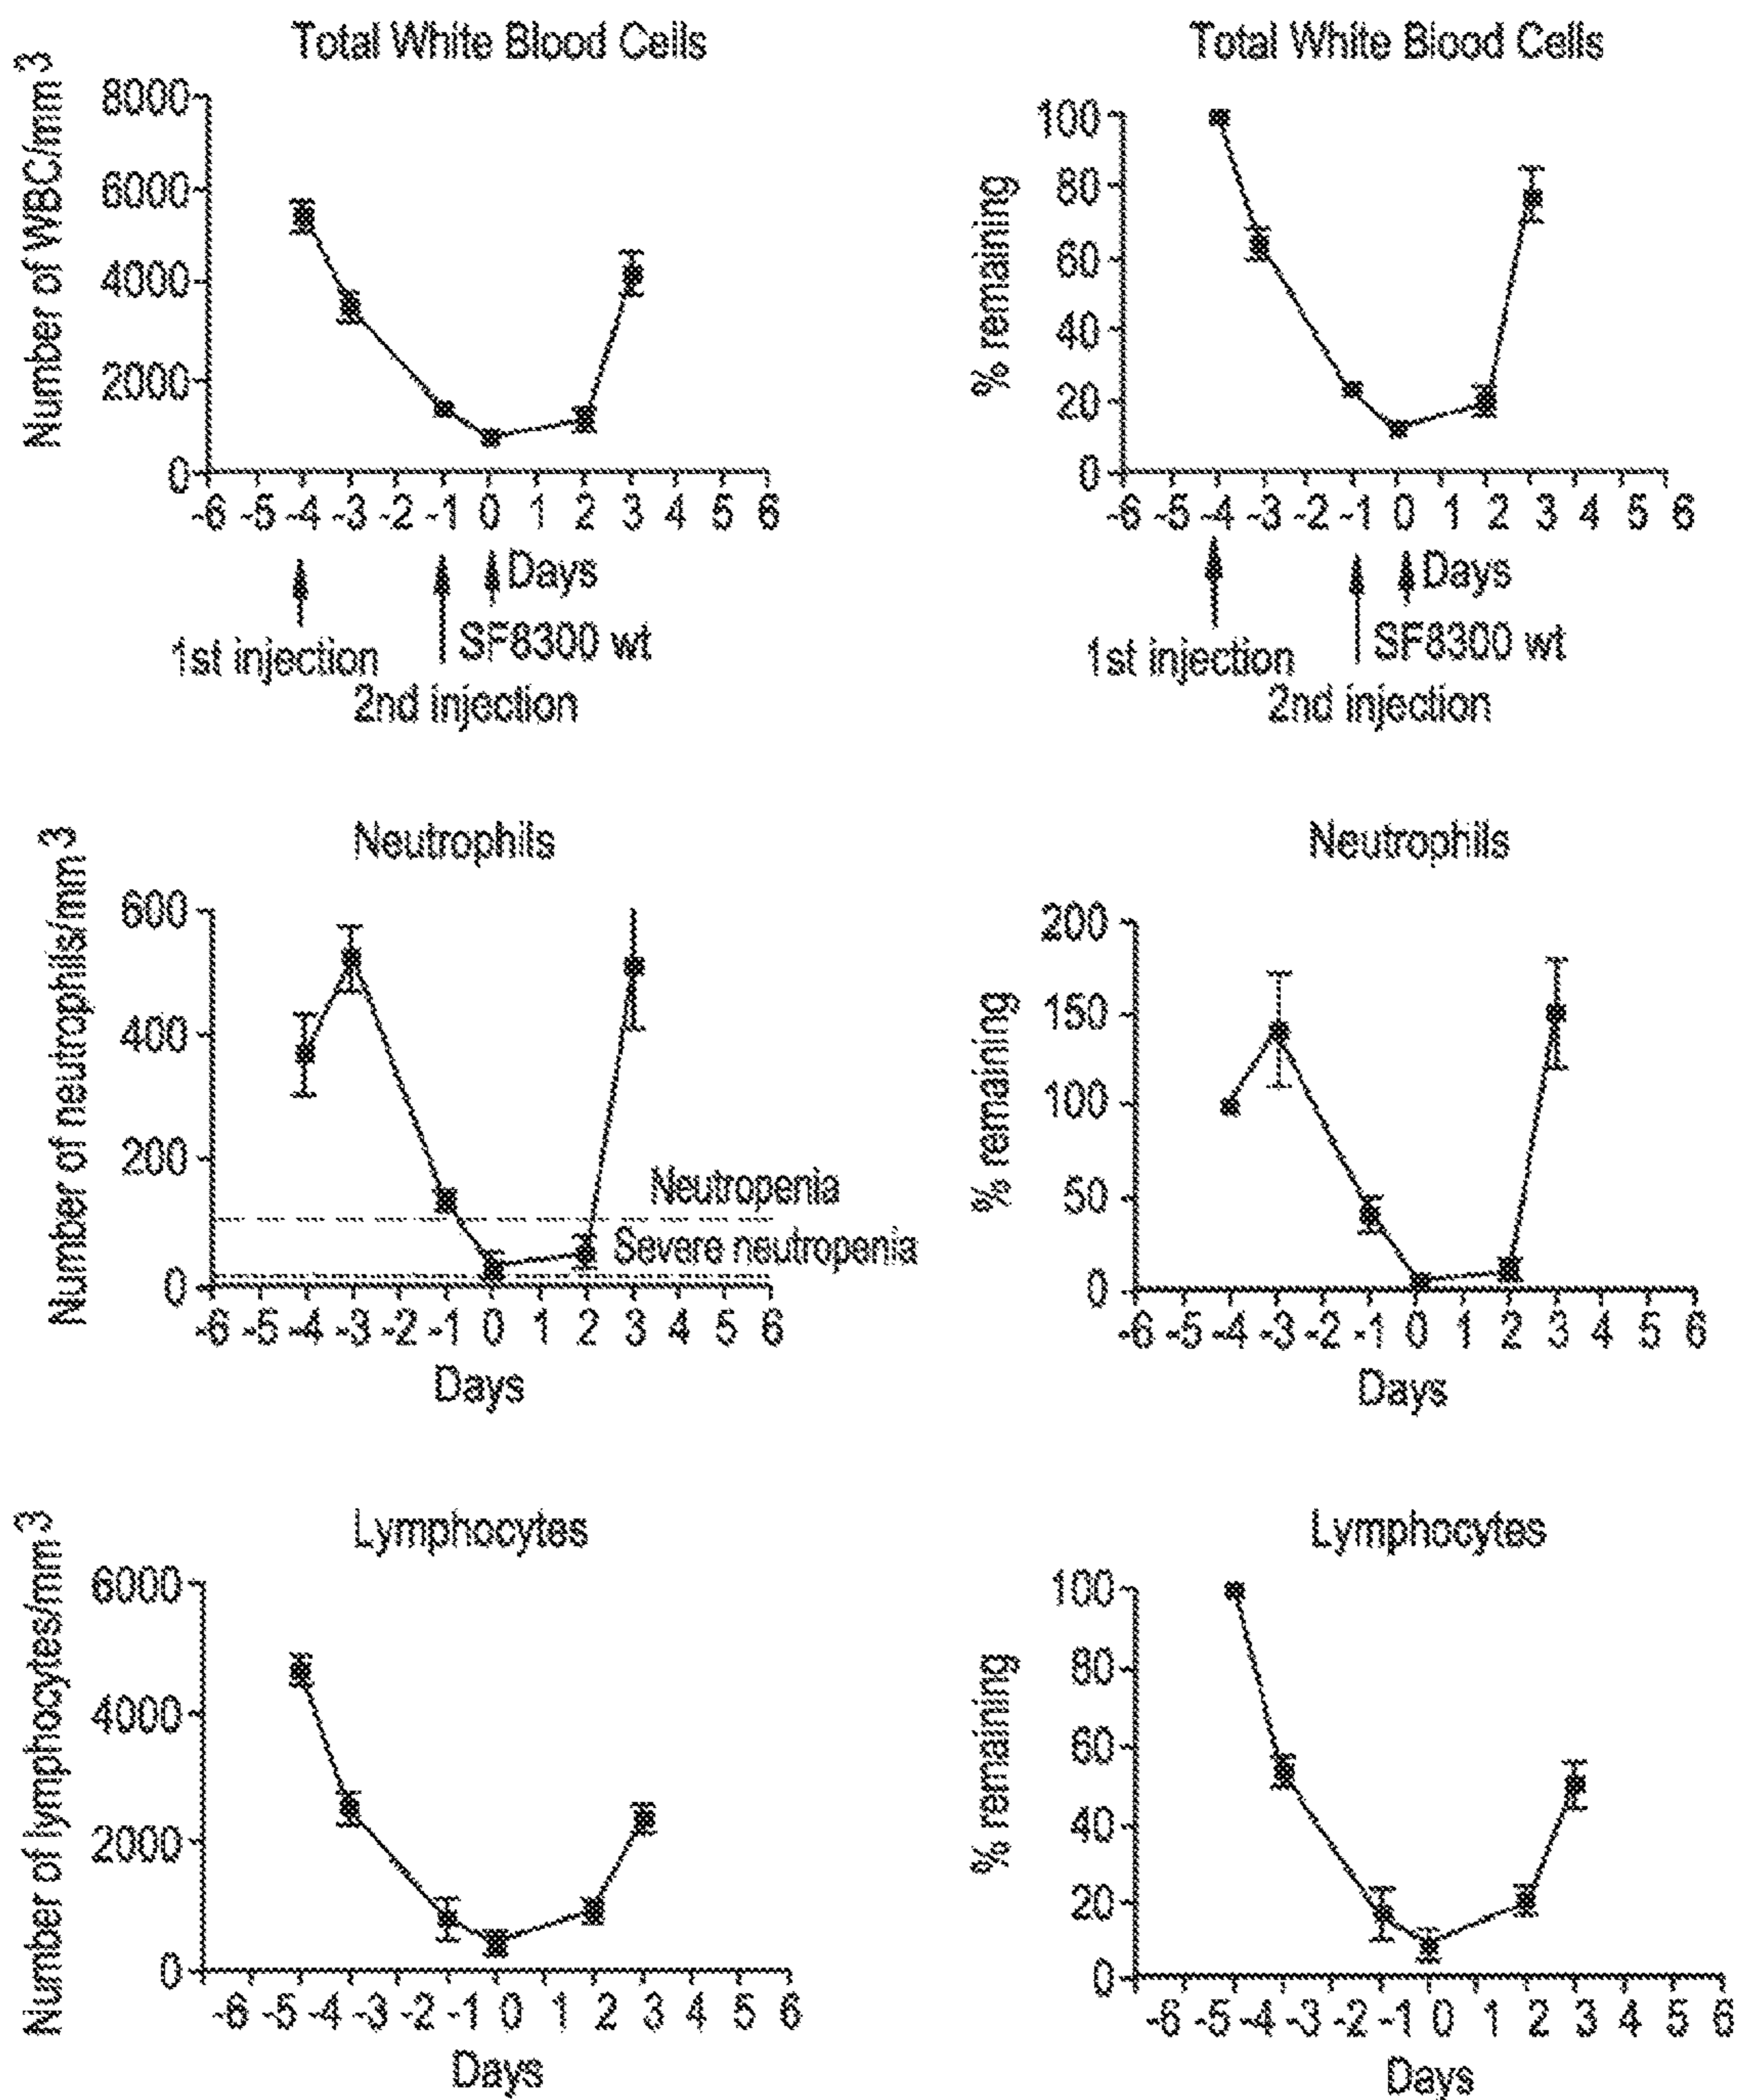 Total White Blood Cells
Number of WBC/mm3
8000
6000
4000
2000
0
-6 -5 -4 -3 -2 -1 0 1 2 3 4 5 6
Days
1st injection
SF8300 wt
2nd injection
Total White Blood Cells
% remaining
100
80
60
40
20
0
-6 -5 -4 -3 -2 -1 0 1 2 3 4 5 6
Days
1st injection
SF8300 wt
2nd injection
Neutrophils
Number of neutrophils/mm3
600
400
200
0
Neutropenia
Severe neutropenia
-6 -5 -4 -3 -2 -1 0 1 2 3 4 5 6
Days
Neutrophils
% remaining
200
150
100
50
0
-6 -5 -4 -3 -2 -1 0 1 2 3 4 5 6
Days
Lymphocytes
Number of lymphocytes/mm3
6000
4000
2000
0
-6 -5 -4 -3 -2 -1 0 1 2 3 4 5 6
Days
Lymphocytes
% remaining
100
80
60
40
20
0
-6 -5 -4 -3 -2 -1 0 1 2 3 4 5 6
Days